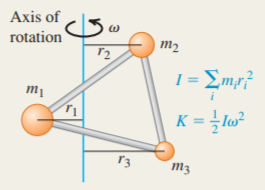 Axis of
rotation
ω
r₂
m₂
I = ∑ mᵢrᵢ²
i
m₁
r₁
K = ½Iω²
r₃
m₃